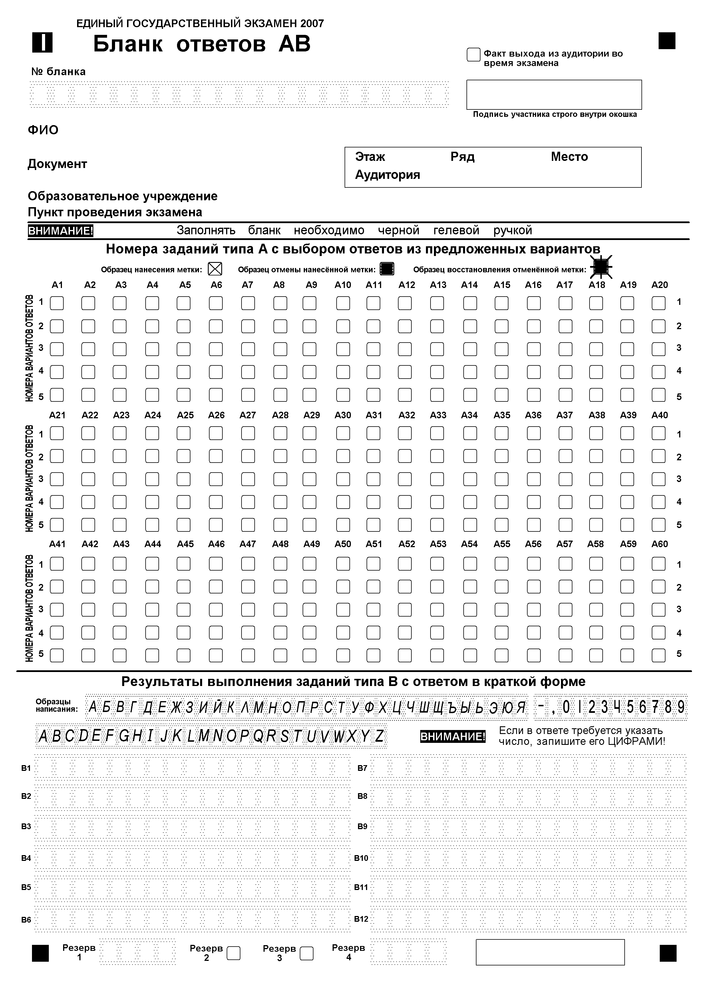 ЕДИНЫЙ ГОСУДАРСТВЕННЫЙ ЭКЗАМЕН 2007
Бланк ответов АВ
Факт выхода из аудитории во
время экзамена
№ бланка
Подпись участника строго внутри окошка
ФИО
Этаж Ряд Место
Документ
Аудитория
Образовательное учреждение
Пункт проведения экзамена
ВНИМАНИЕ! Заполнять бланк необходимо черной гелевой ручкой
Номера заданий типа А с выбором ответов из предложенных вариантов
Образец нанесения метки: Образец отмены нанесённой метки: Образец восстановления отменённой метки:
А1 А2 А3 А4 А5 А6 А7 А8 А9 А10 А11 А12 А13 А14 А15 А16 А17 А18 А19 А20
НОМЕРА ВАРИАНТОВ ОТВЕТОВ
1 1
2 2
3 3
4 4
5 5
А21 А22 А23 А24 А25 А26 А27 А28 А29 А30 А31 А32 А33 А34 А35 А36 А37 А38 А39 А40
НОМЕРА ВАРИАНТОВ ОТВЕТОВ
1 1
2 2
3 3
4 4
5 5
А41 А42 А43 А44 А45 А46 А47 А48 А49 А50 А51 А52 А53 А54 А55 А56 А57 А58 А59 А60
НОМЕРА ВАРИАНТОВ ОТВЕТОВ
1 1
2 2
3 3
4 4
5 5
Результаты выполнения заданий типа В с ответом в краткой форме
Образцы
написания:
А Б В Г Д Е Ж З И Й К Л М Н О П Р С Т У Ф Х Ц Ч Ш Щ Ъ Ы Ь Э Ю Я - , 0 1 2 3 4 5 6 7 8 9
A B C D E F G H I J K L M N O P Q R S T U V W X Y Z
ВНИМАНИЕ! Если в ответе требуется указать
число, запишите его ЦИФРАМИ!
В1 В7
В2 В8
В3 В9
В4 В10
В5 В11
В6 В12
Резерв 1 Резерв 2 Резерв 3 Резерв 4